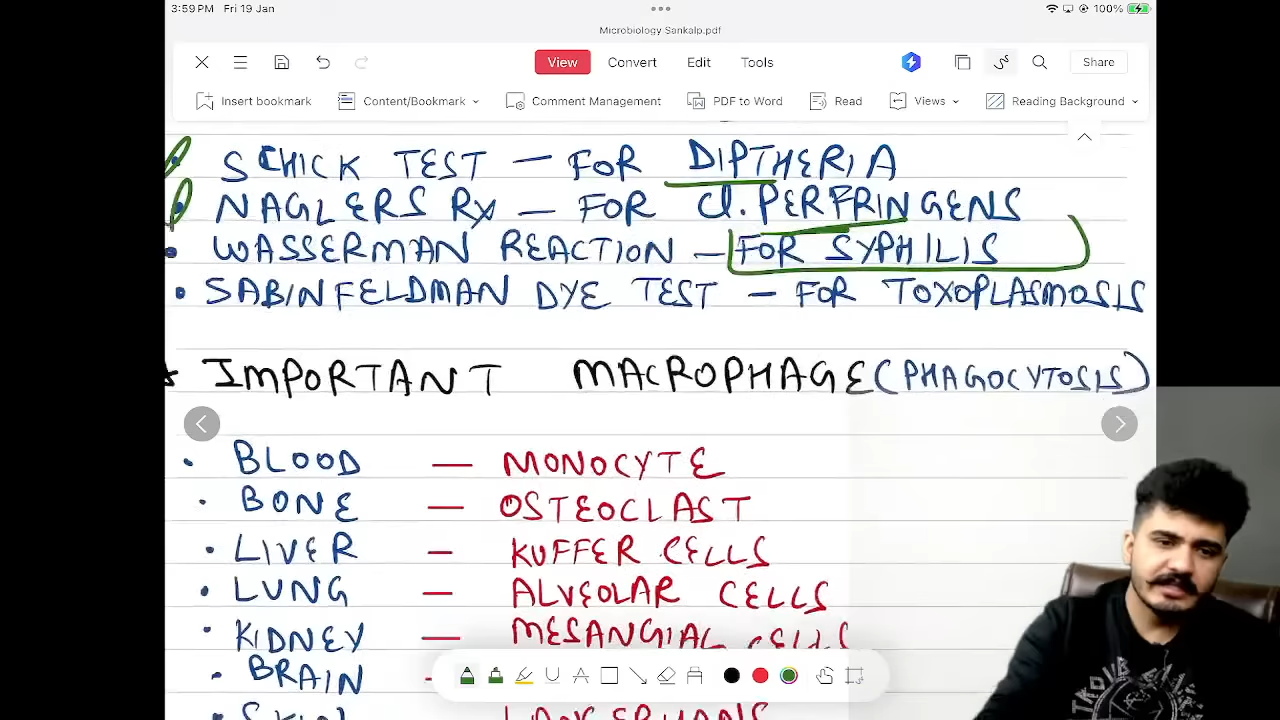 3:59 PM Fri 19 Jan
100%
Microbiology Sankalp.pdf
View Convert Edit Tools Share
Insert bookmark Content/Bookmark Comment Management PDF to Word Read Views Reading Background
SCHICK TEST — FOR DIPTHERIA
NAGLERS Rx — FOR Cl. PERFRINGENS
WASSERMAN REACTION — FOR SYPHILIS
SABINFELDMAN DYE TEST — FOR TOXOPLASMOSIS
IMPORTANT MACROPHAGE (PHAGOCYTOSIS)
BLOOD — MONOCYTE
BONE — OSTEOCLAST
LIVER — KUFFER CELLS
LUNG — ALVEOLAR CELLS
KIDNEY — MESANGIAL CELLS
BRAIN
SKIN LANGERHANS